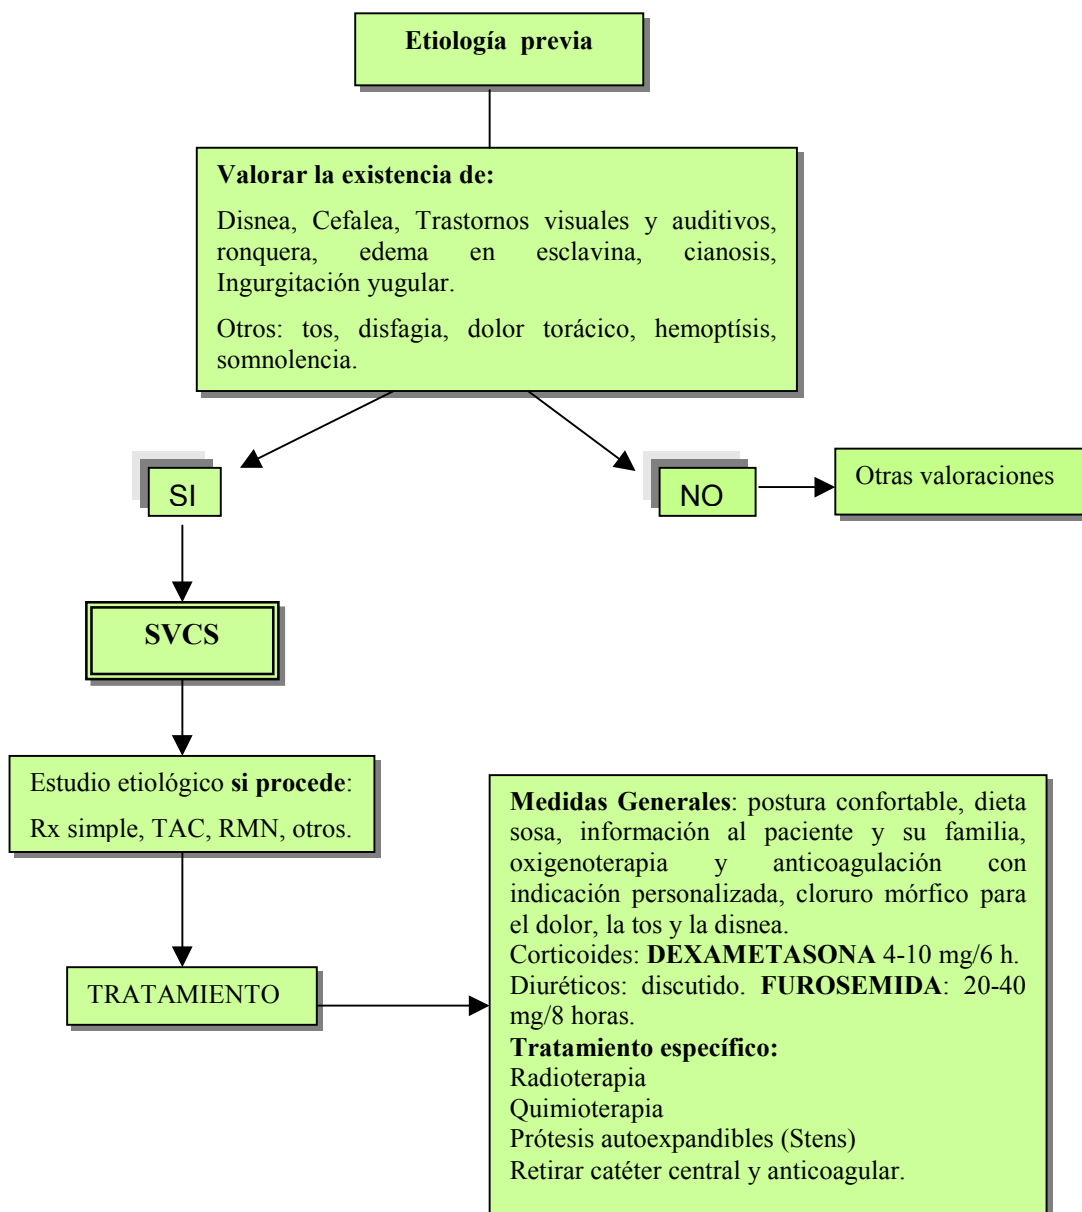 Etiología previa
Valorar la existencia de:
Disnea, Cefalea, Trastornos visuales y auditivos,
ronquera, edema en esclavina, cianosis,
Ingurgitación yugular.
Otros: tos, disfagia, dolor torácico, hemoptísis,
somnolencia.
SI
NO
Otras valoraciones
SVCS
Estudio etiológico si procede:
Rx simple, TAC, RMN, otros.
TRATAMIENTO
Medidas Generales: postura confortable, dieta
sosa, información al paciente y su familia,
oxigenoterapia y anticoagulación con
indicación personalizada, cloruro mórfico para
el dolor, la tos y la disnea.
Corticoides: DEXAMETASONA 4-10 mg/6 h.
Diuréticos: discutido. FUROSEMIDA: 20-40
mg/8 horas.
Tratamiento específico:
Radioterapia
Quimioterapia
Prótesis autoexpandibles (Stens)
Retirar catéter central y anticoagular.